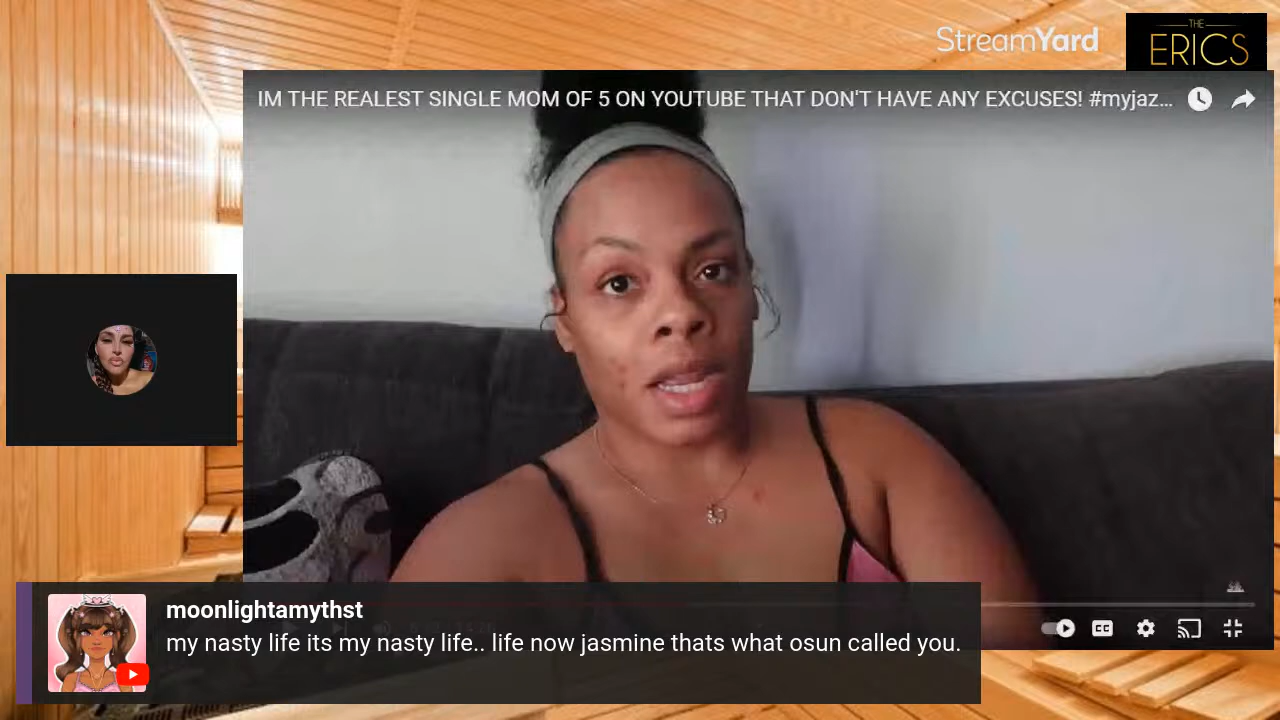 StreamYard
THE
ERICS
IM THE REALEST SINGLE MOM OF 5 ON YOUTUBE THAT DON'T HAVE ANY EXCUSES! #myjaz...
moonlightamythst
my nasty life its my nasty life.. life now jasmine thats what osun called you.
CC